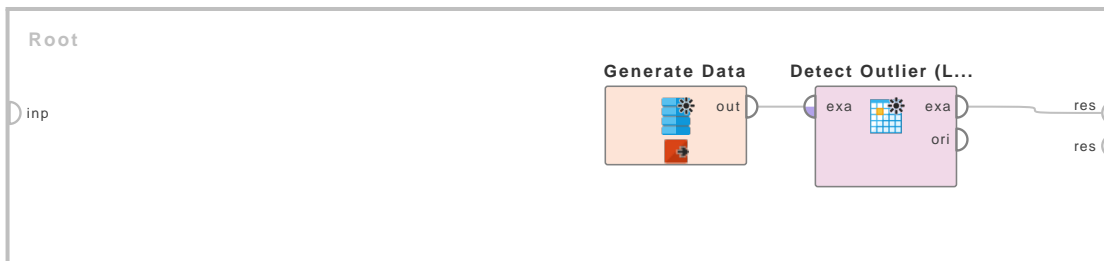 Root
Generate Data
Detect Outlier (L...
inp
out
exa
exa
res
ori
res